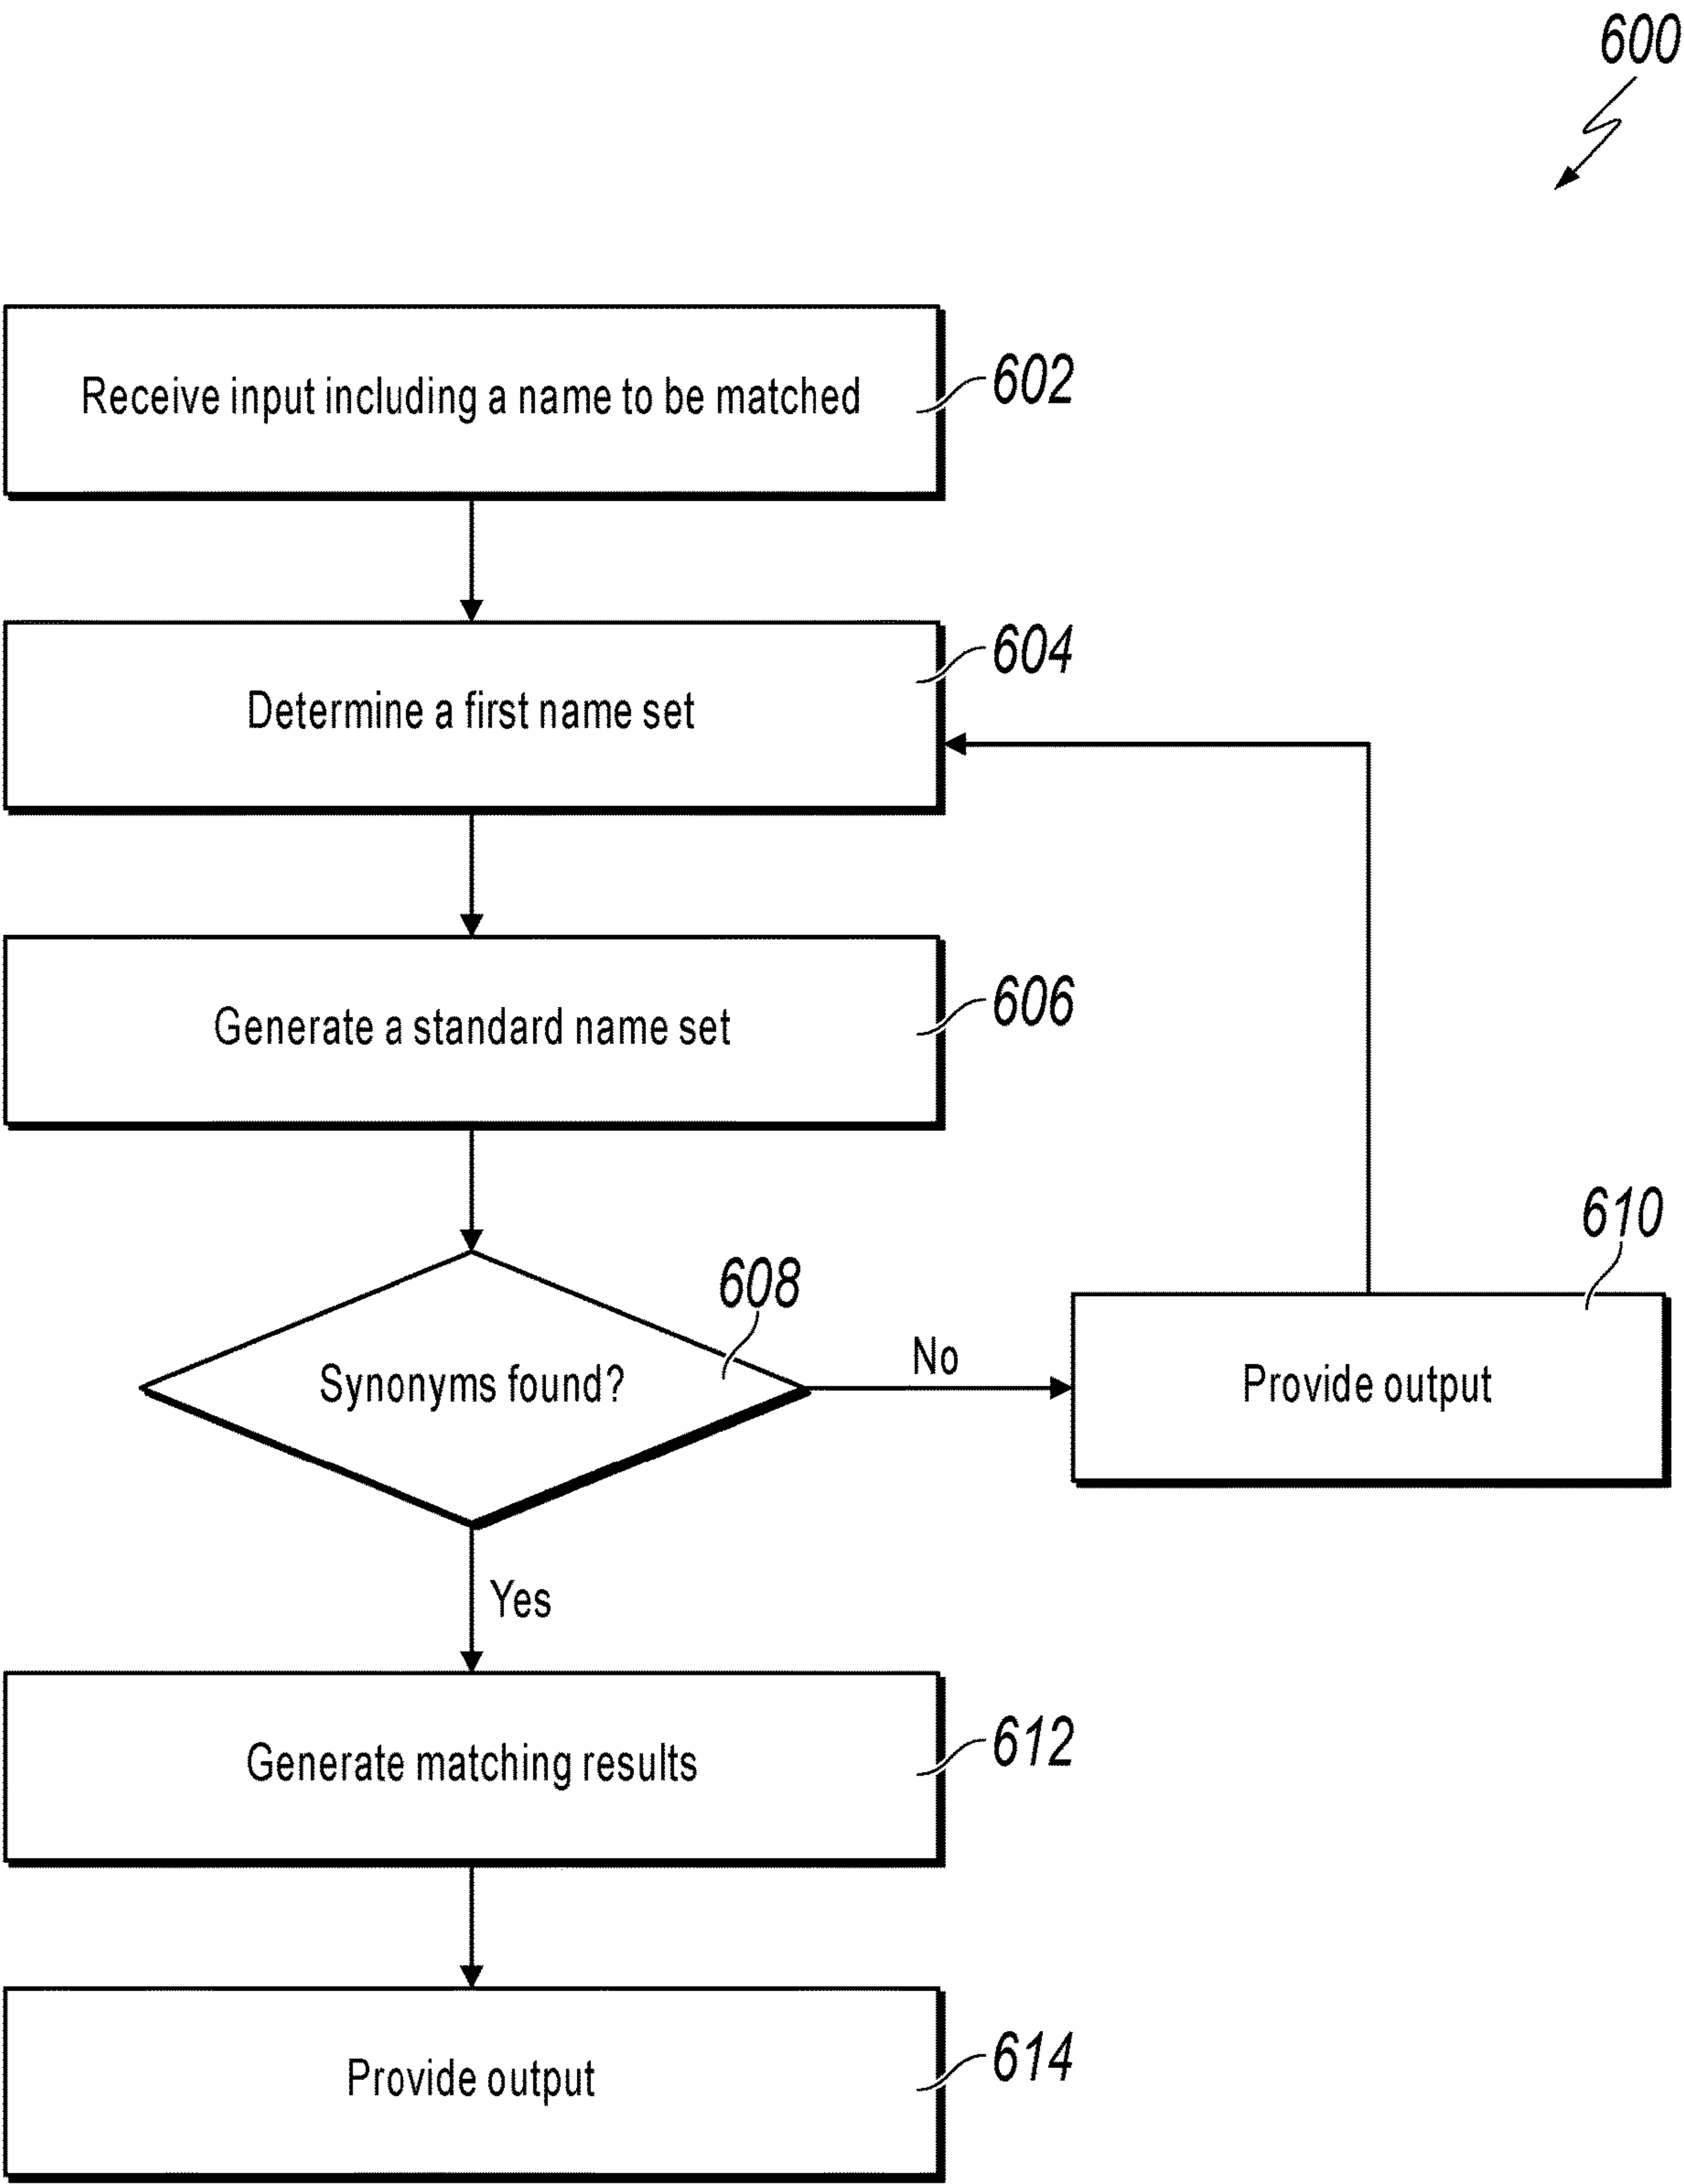 600
Receive input including a name to be matched
602
604
Determine a first name set
606
Generate a standard name set
610
608
No
Synonyms found?
Provide output
Yes
612
Generate matching results
614
Provide output